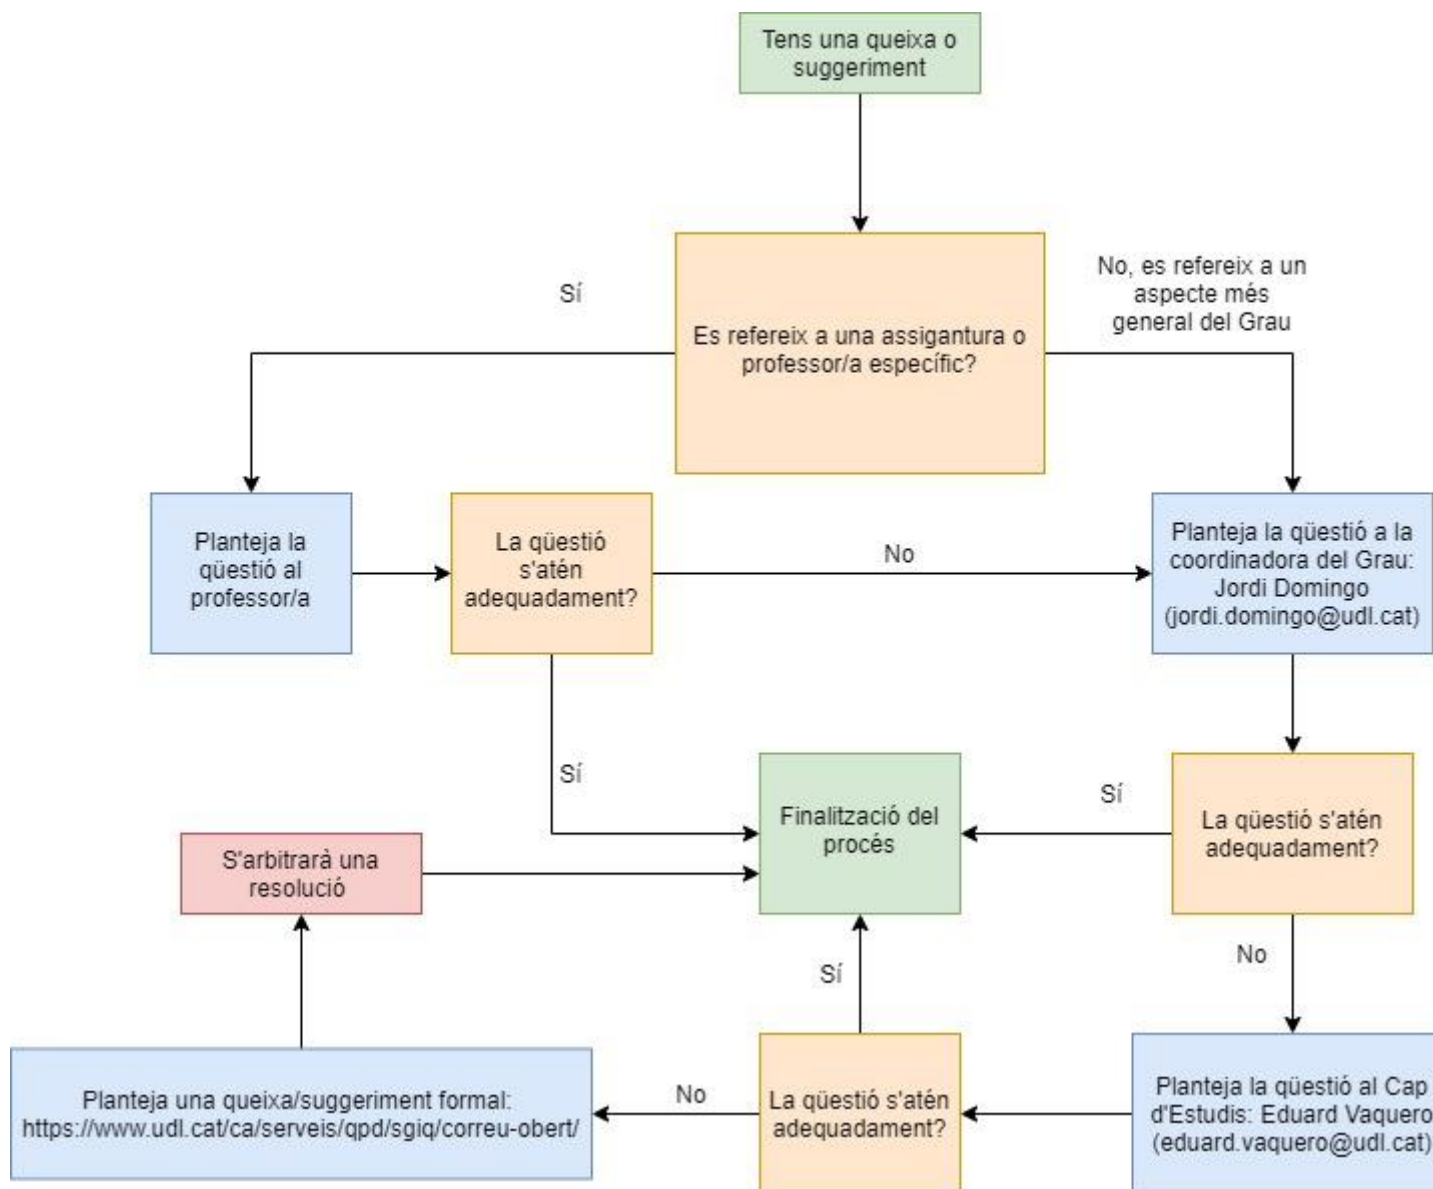 Tens una queixa o
suggeriment
Sí
No, es refereix a un
aspecte més
general del Grau
Es refereix a una assigantura o
professor/a específic?
Planteja la
qüestió al
professor/a
La qüestió
s'atén
adequadament?
No
Planteja la qüestió a la
coordinadora del Grau:
Jordi Domingo
(jordi.domingo@udl.cat)
Sí
Finalització del
procés
Sí
La qüestió s'atén
adequadament?
S'arbitrarà una
resolució
No
Sí
Planteja una queixa/suggeriment formal:
https://www.udl.cat/ca/serveis/qpd/sgiq/correu-obert/
No
La qüestió s'atén
adequadament?
Planteja la qüestió al Cap
d'Estudis: Eduard Vaquero
(eduard.vaquero@udl.cat)